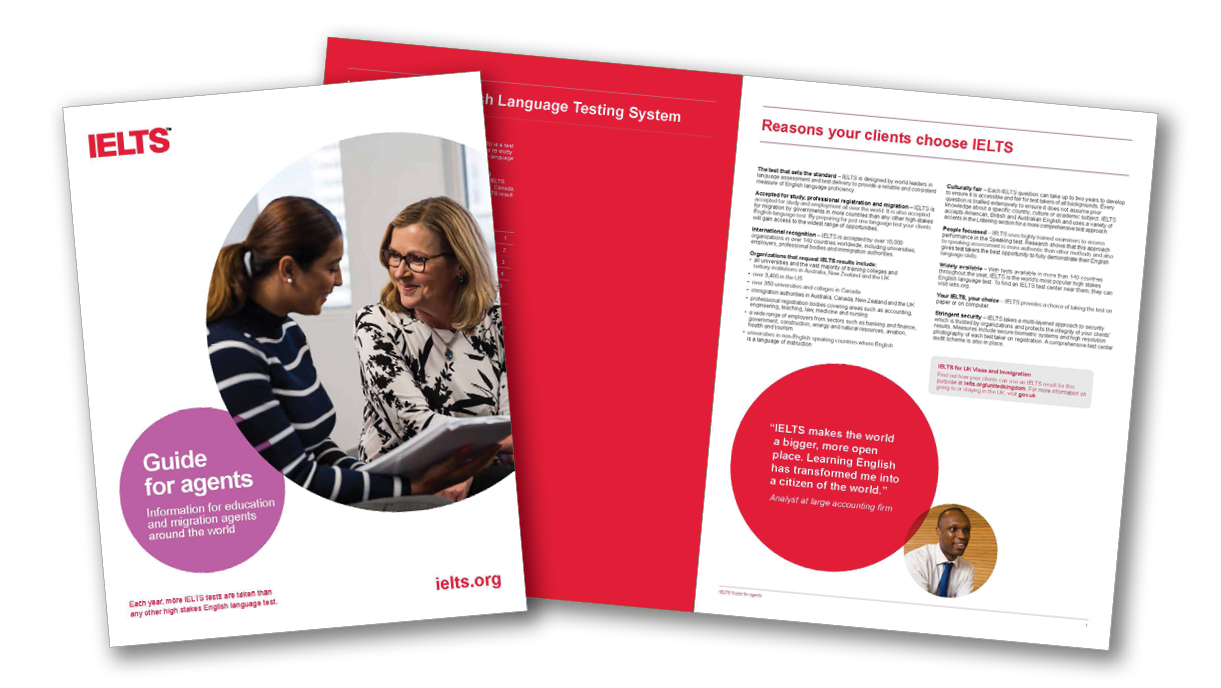 IELTS™
Guide
for agents
Information for education
and migration agents
around the world
Each year, more IELTS tests are taken than
any other high stakes English language test.
ielts.org
sh Language Testing System
is a test
language
IELTS
Canada,
result
Reasons your clients choose IELTS
The test that sets the standard – IELTS is designed by world leaders in
language assessment and test delivery to provide a reliable and consistent
measure of English language proficiency.
Accepted for study, professional registration and migration – IELTS is
accepted for study and employment all over the world. It is also accepted
for migration by governments in more countries than any other high stakes
English language test. By preparing for just one language test your clients
will gain access to the widest range of opportunities.
International recognition – IELTS is accepted by over 10,000
organizations in over 140 countries worldwide, including universities,
employers, professional bodies and immigration authorities.
Organizations that request IELTS results include:
• all universities and the vast majority of training colleges and
tertiary institutions in Australia, New Zealand and the UK
• over 3,400 in the US
• over 350 universities and colleges in Canada
• immigration authorities in Australia, Canada, New Zealand and the UK
• professional registration bodies covering areas such as accounting,
engineering, teaching, law, medicine and nursing
• a wide range of employers from sectors such as banking and finance,
government, construction, energy and natural resources, aviation,
health and tourism
• universities in non-English speaking countries where English
is a language of instruction
Culturally fair – Each IELTS question can take up to two years to develop
to ensure it is accessible and fair for test takers of all backgrounds. Every
question is trialled extensively to ensure it does not assume prior
knowledge about a specific country, culture or academic subject. IELTS
accepts American, British and Australian English and uses a variety of
accents in the Listening section for a more comprehensive test approach.
People focussed – IELTS uses highly trained examiners to assess
performance in the Speaking test. Research shows that this approach
to speaking assessment is more authentic than other methods and also
gives test takers the best opportunity to fully demonstrate their English
language skills.
Widely available – With tests available in more than 140 countries
throughout the year, IELTS is the world's most popular high stakes
English language test. To find an IELTS test center near them, they can
visit ielts.org
Your IELTS, your choice – IELTS provides a choice of taking the test on
paper or on computer.
Stringent security – IELTS takes a multi-layered approach to security
which is trusted by organizations and protects the integrity of your clients'
results. Measures include secure biometric systems and high resolution
photography of each test taker on registration. A comprehensive test center
audit scheme is also in place.
IELTS for UK Visas and Immigration
Find out how your clients can use an IELTS result for this
purpose at ielts.org/unitedkingdom. For more information on
going to or staying in the UK, visit gov.uk
“IELTS makes the world
a bigger, more open
place. Learning English
has transformed me into
a citizen of the world.”
Analyst at large accounting firm
IELTS Guide for agents
1